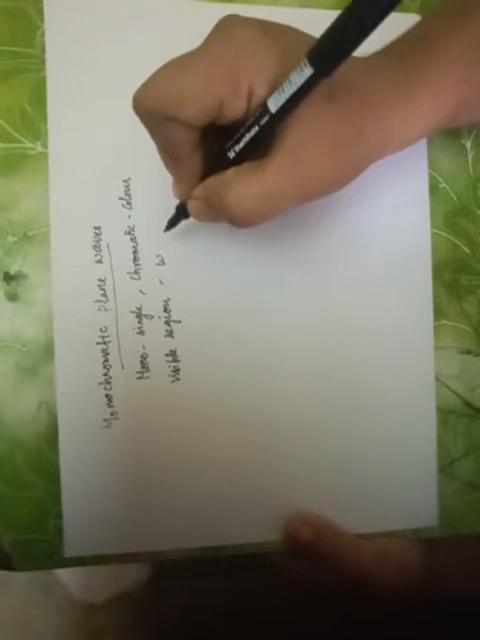 Monochromatic plane waves
Mono - single , Chromatic - Colour
Visible region - w